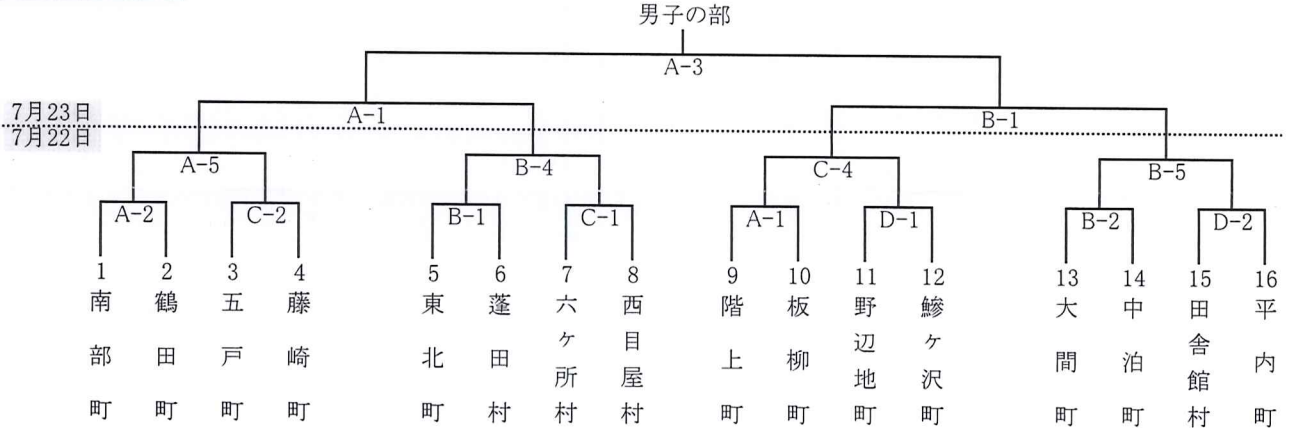 男子の部
A-3
7月23日
A-1
B-1
7月22日
A-5
B-4
C-4
B-5
A-2
C-2
B-1
C-1
A-1
D-1
B-2
D-2
1
2
3
4
5
6
7
8
9
10
11
12
13
14
15
16
南部町
鶴田町
五戸町
藤崎町
東北町
蓬田村
六ケ所村
西目屋村
階上町
板柳町
野辺地町
鰺ケ沢町
大間町
中泊町
田舎館村
平内町